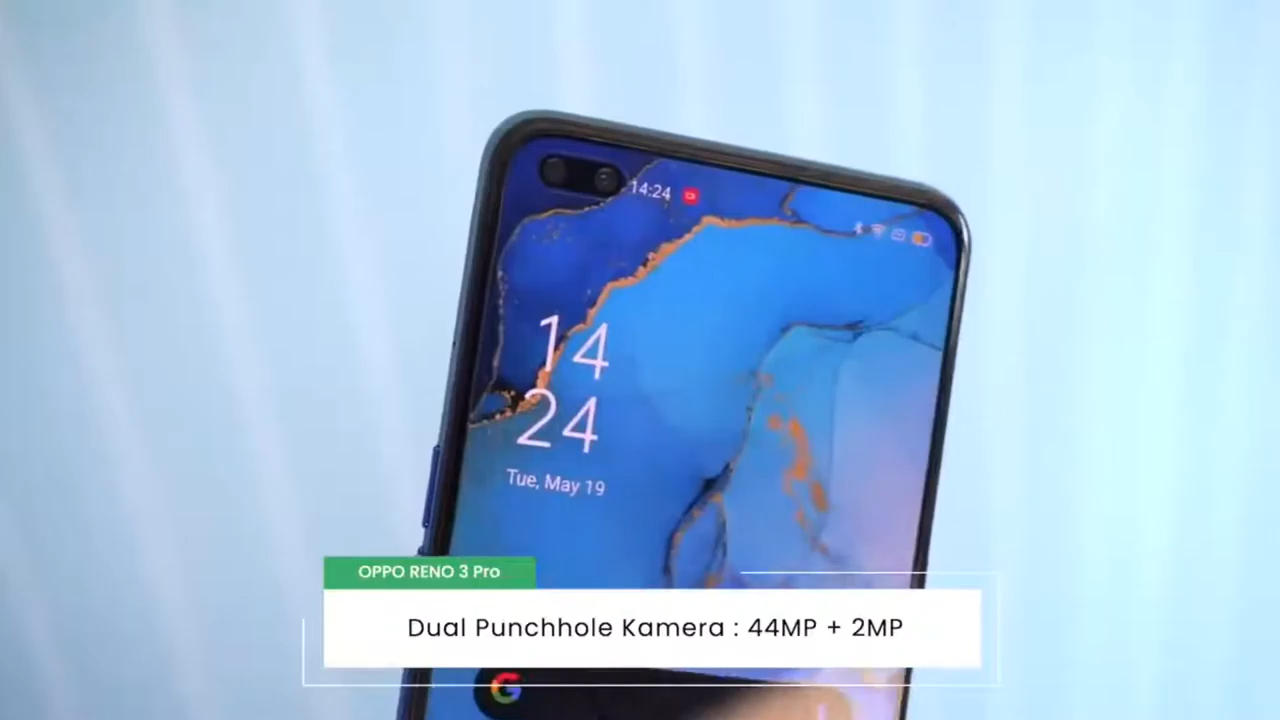 14:24
14
24
Tue, May 19
OPPO RENO 3 Pro
Dual Punchhole Kamera : 44MP + 2MP
G